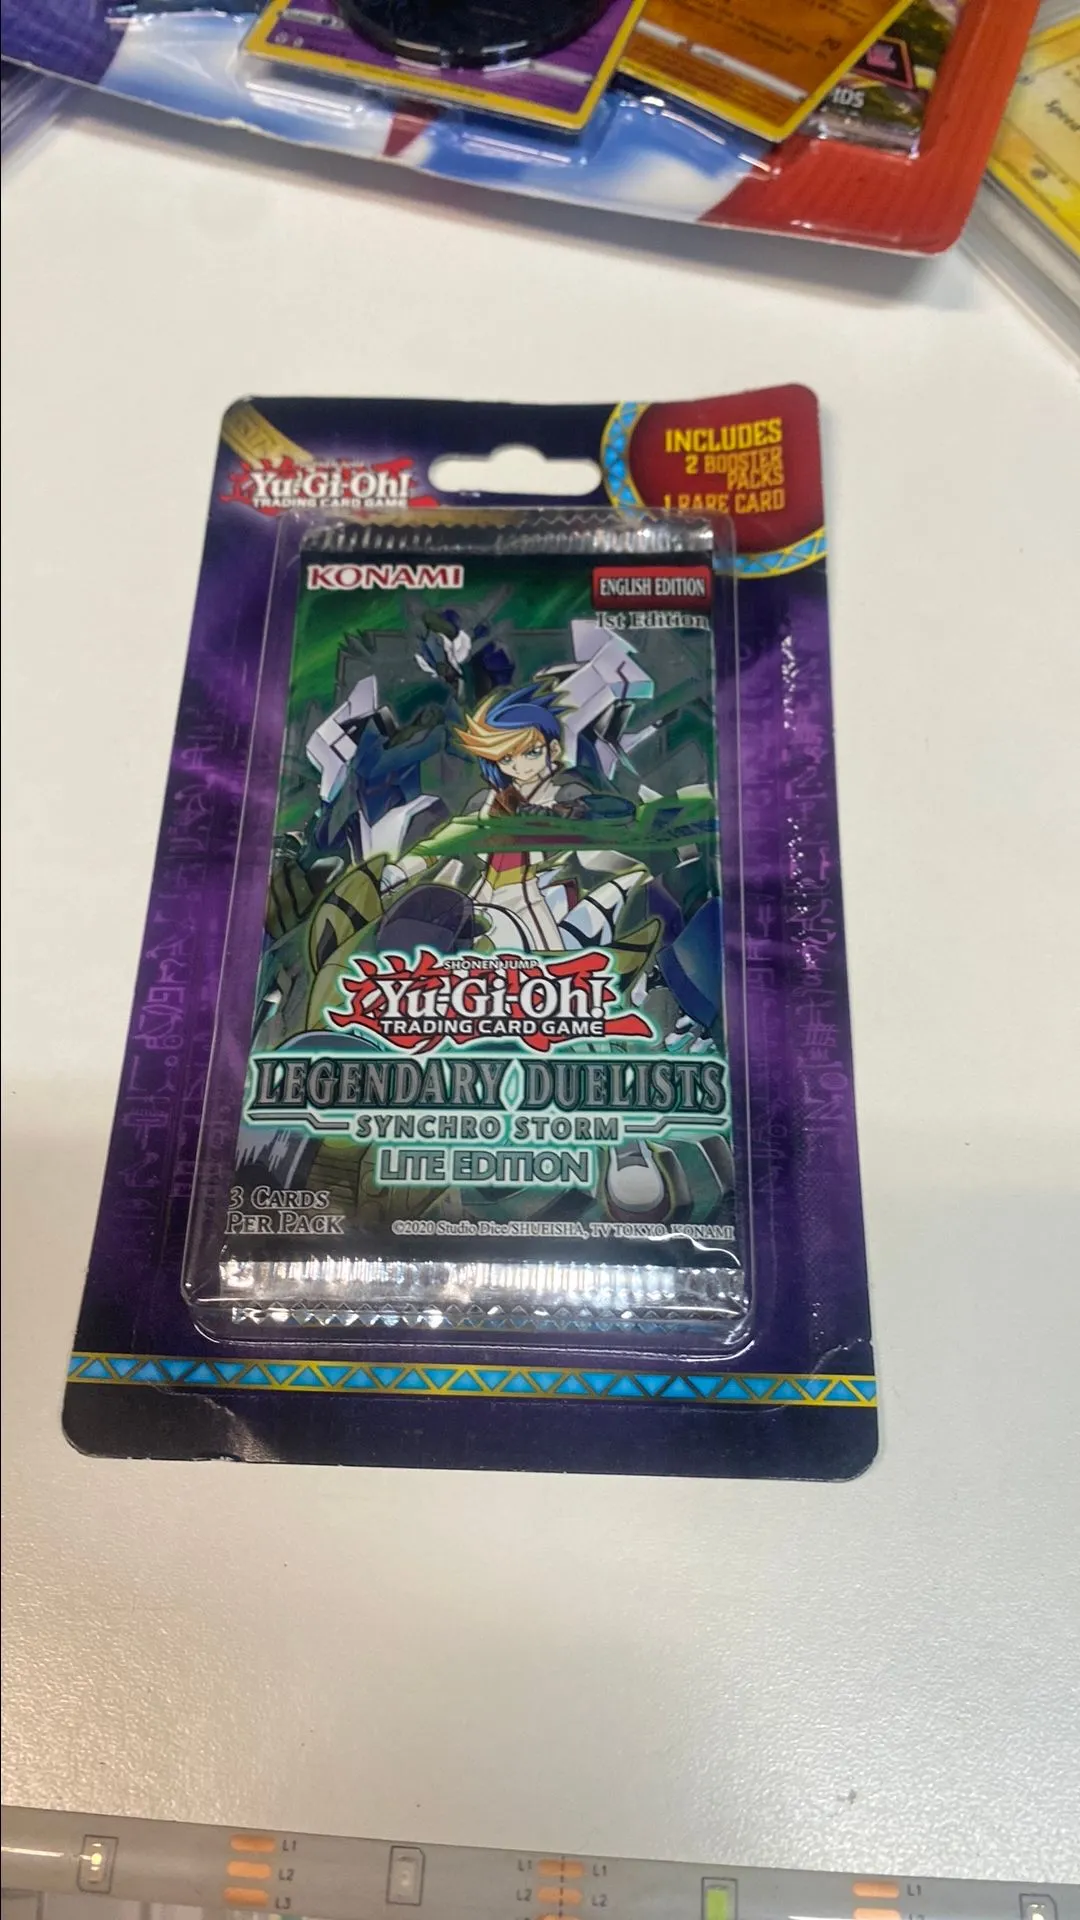 IDS
Speed
Yu-Gi-Oh!
TRADING CARD GAME
INCLUDES
2 BOOSTER
PACKS
1 RARE CARD
KONAMI
ENGLISH EDITION
1st Edition
SHONEN JUMP
Yu-Gi-Oh!
TRADING CARD GAME
LEGENDARY DUELISTS
SYNCHRO STORM
LITE EDITION
3 CARDS
PER PACK
©2020 Studio Dice/SHUEISHA, TV TOKYO, KONAMI
L1
L2
L3
L1 L1
L2 L2
L1